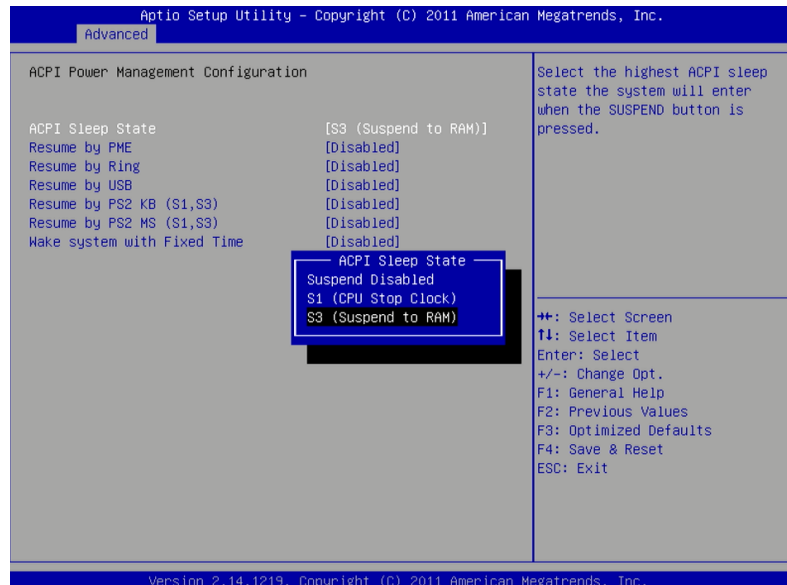 Aptio Setup Utility – Copyright (C) 2011 American Megatrends, Inc.
Advanced
ACPI Power Management Configuration
ACPI Sleep State [S3 (Suspend to RAM)]
Resume by PME [Disabled]
Resume by Ring [Disabled]
Resume by USB [Disabled]
Resume by PS2 KB (S1,S3) [Disabled]
Resume by PS2 MS (S1,S3) [Disabled]
Wake system with Fixed Time [Disabled]
ACPI Sleep State
Suspend Disabled
S1 (CPU Stop Clock)
S3 (Suspend to RAM)
Select the highest ACPI sleep
state the system will enter
when the SUSPEND button is
pressed.
→←: Select Screen
↑↓: Select Item
Enter: Select
+/-: Change Opt.
F1: General Help
F2: Previous Values
F3: Optimized Defaults
F4: Save & Reset
ESC: Exit
Version 2.14.1219. Copyright (C) 2011 American Megatrends, Inc.